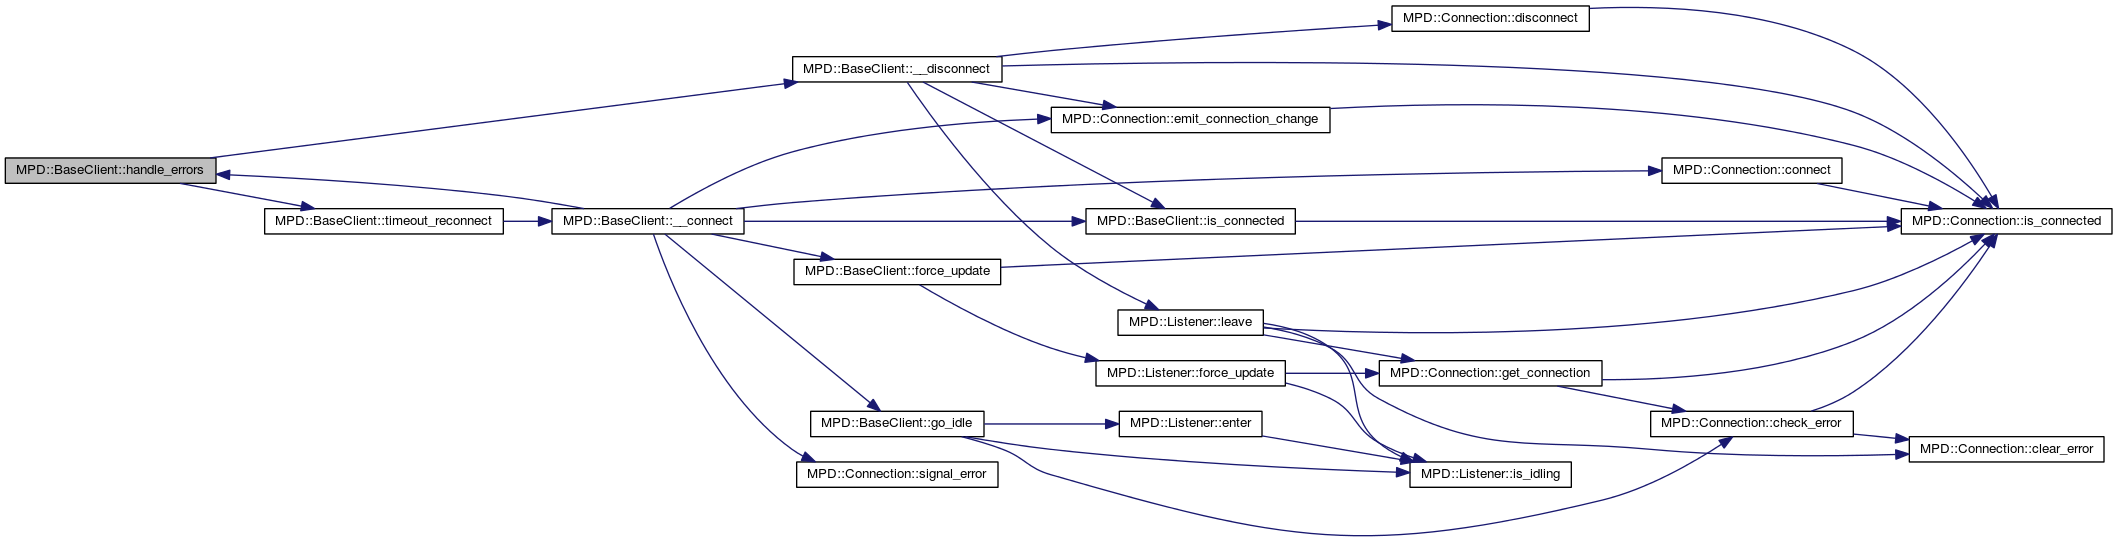 MPD::Connection::disconnect
MPD::BaseClient::__disconnect
MPD::Connection::emit_connection_change
MPD::BaseClient::handle_errors
MPD::Connection::connect
MPD::BaseClient::timeout_reconnect
MPD::BaseClient::__connect
MPD::BaseClient::is_connected
MPD::Connection::is_connected
MPD::BaseClient::force_update
MPD::Listener::leave
MPD::Listener::force_update
MPD::Connection::get_connection
MPD::BaseClient::go_idle
MPD::Listener::enter
MPD::Connection::check_error
MPD::Connection::clear_error
MPD::Connection::signal_error
MPD::Listener::is_idling